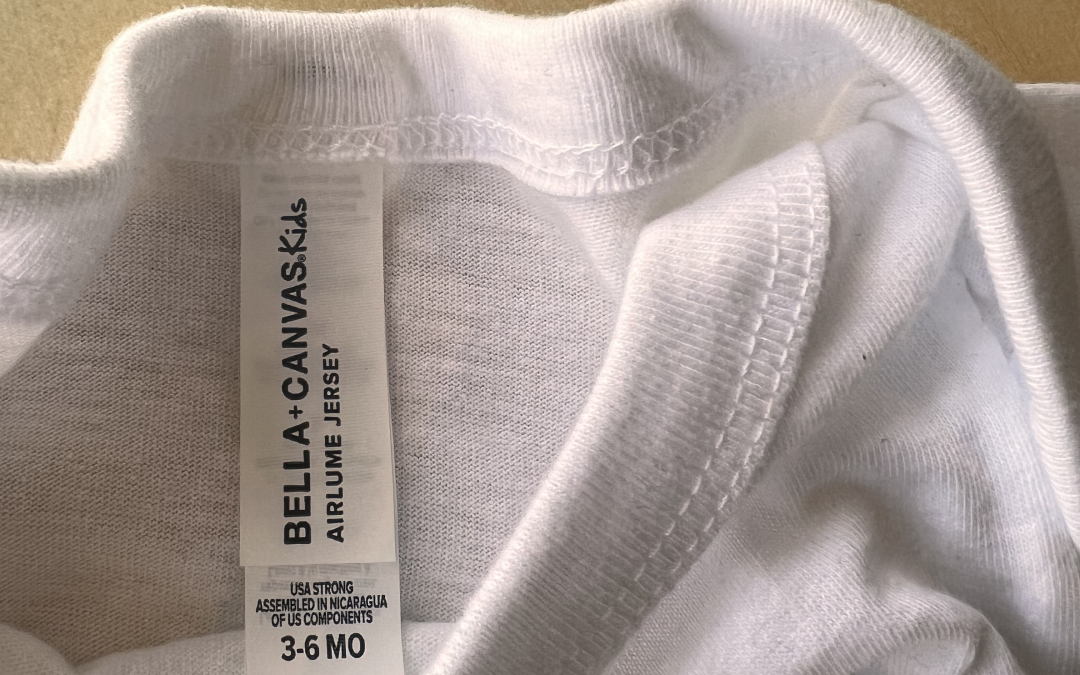 BELLA+CANVAS®Kids
AIRLUME JERSEY
USA STRONG
ASSEMBLED IN NICARAGUA
OF US COMPONENTS
3-6 MO